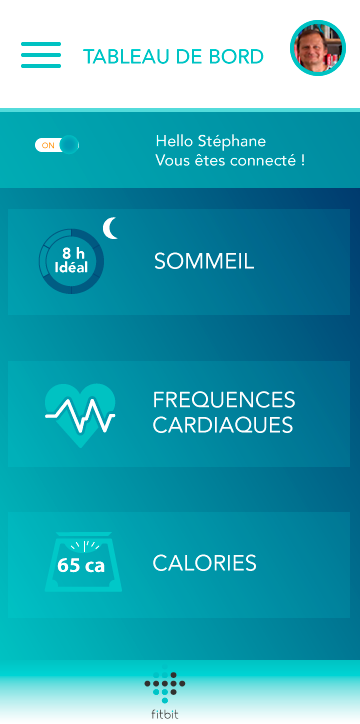 TABLEAU DE BORD
ON
Hello Stéphane
Vous êtes connecté !
8 h
Idéal
SOMMEIL
FREQUENCES
CARDIAQUES
65 ca
CALORIES
fitbit